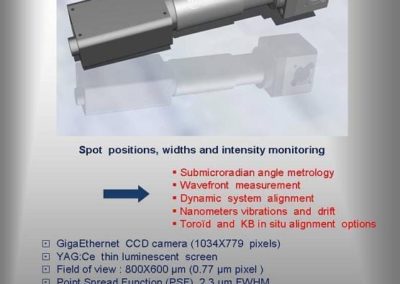 Spot positions, widths and intensity monitoring
Submicroradian angle metrology
Wavefront measurement
Dynamic system alignment
Nanometers vibrations and drift
Toroïd and KB in situ alignment options
GigaEthernet CCD camera (1034X779 pixels)
YAG:Ce thin luminescent screen
Field of view : 800X600 µm (0.77 µm pixel )
Point Spread Function (PSF) 2.3 µm FWHM